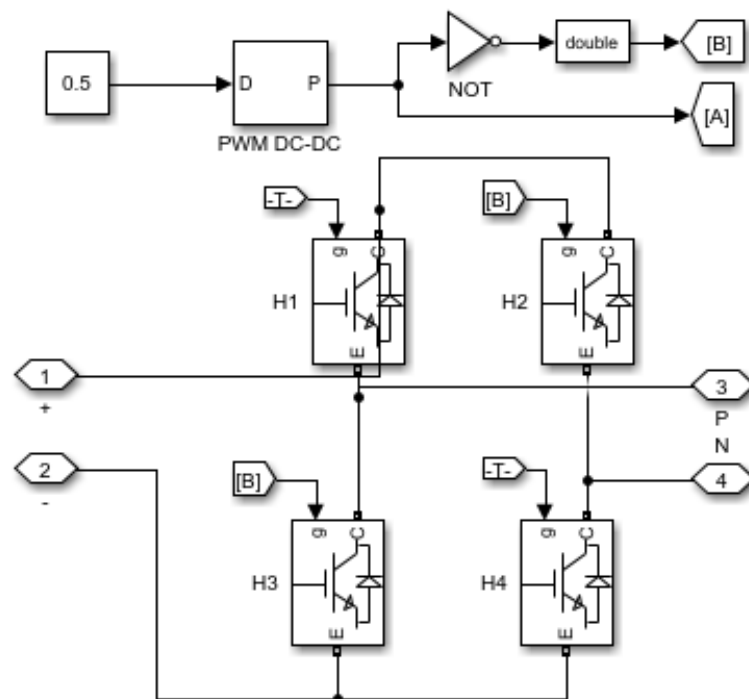 0.5
D
P
PWM DC-DC
NOT
double
[B]
[A]
-T-
g
C
H1
E
[B]
g
C
H2
E
1
+
2
-
3
P
N
4
[B]
g
C
H3
E
-T-
g
C
H4
E